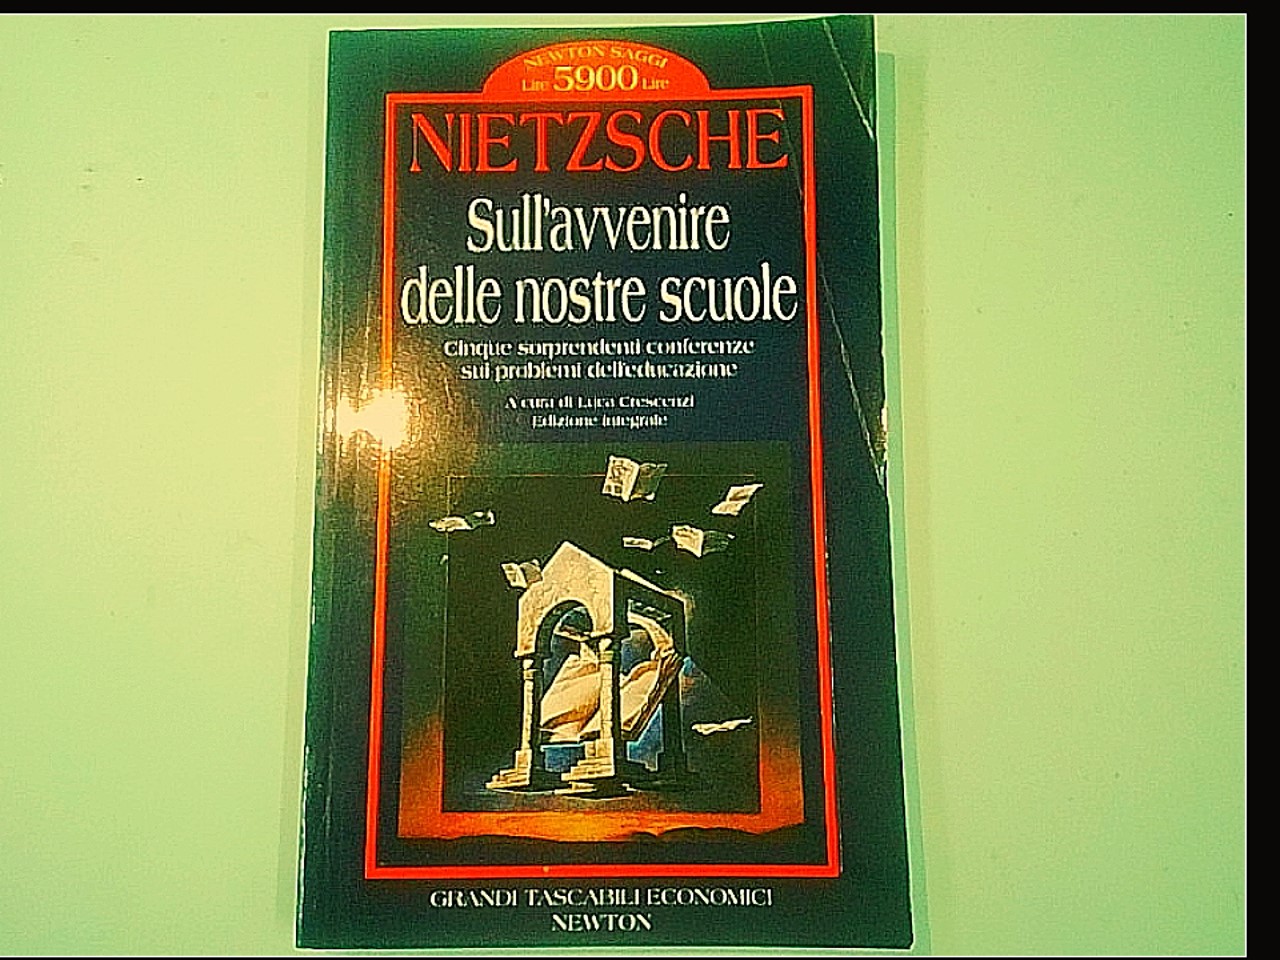 NEWTON SAGGI
Lire 5900 Lire
NIETZSCHE
Sull'avvenire
delle nostre scuole
Cinque sorprendenti conferenze
sui problemi dell'educazione
A cura di Luca Crescenzi
Edizione integrale
GRANDI TASCABILI ECONOMICI
NEWTON